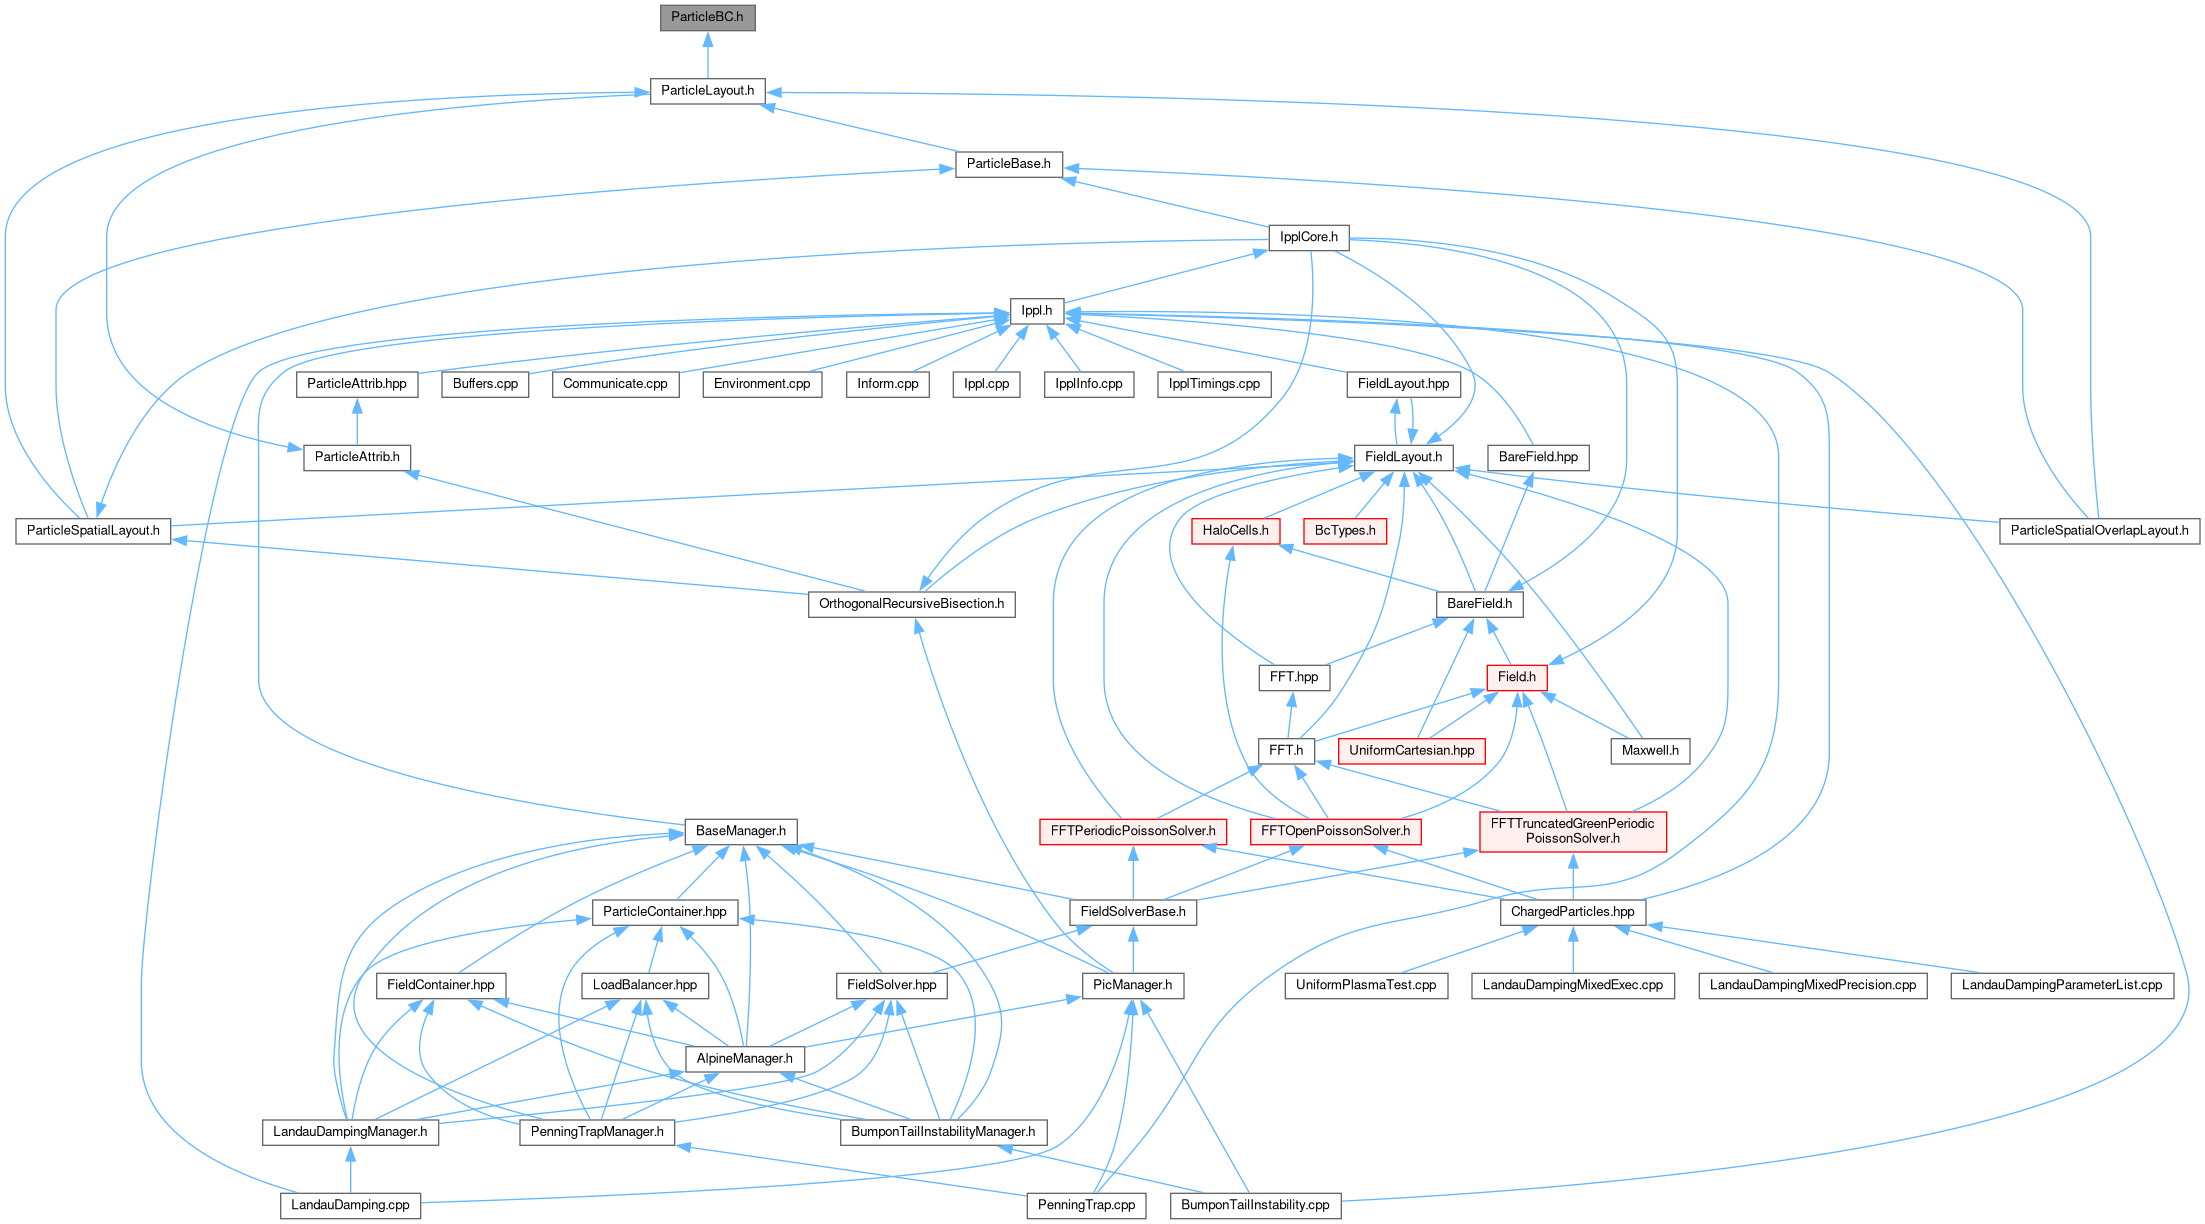 ParticleBC.h
ParticleLayout.h
ParticleBase.h
IpplCore.h
Ippl.h
ParticleAttrib.hpp
Buffers.cpp
Communicate.cpp
Environment.cpp
Inform.cpp
Ippl.cpp
IpplInfo.cpp
IpplTimings.cpp
FieldLayout.hpp
ParticleAttrib.h
FieldLayout.h
BareField.hpp
ParticleSpatialLayout.h
HaloCells.h
BcTypes.h
ParticleSpatialOverlapLayout.h
OrthogonalRecursiveBisection.h
BareField.h
FFT.hpp
Field.h
FFT.h
UniformCartesian.hpp
Maxwell.h
BaseManager.h
FFTPeriodicPoissonSolver.h
FFTOpenPoissonSolver.h
FFTTruncatedGreenPeriodic
PoissonSolver.h
ParticleContainer.hpp
FieldSolverBase.h
ChargedParticles.hpp
FieldContainer.hpp
LoadBalancer.hpp
FieldSolver.hpp
PicManager.h
UniformPlasmaTest.cpp
LandauDampingMixedExec.cpp
LandauDampingMixedPrecision.cpp
LandauDampingParameterList.cpp
AlpineManager.h
LandauDampingManager.h
PenningTrapManager.h
BumponTailInstabilityManager.h
LandauDamping.cpp
PenningTrap.cpp
BumponTailInstability.cpp